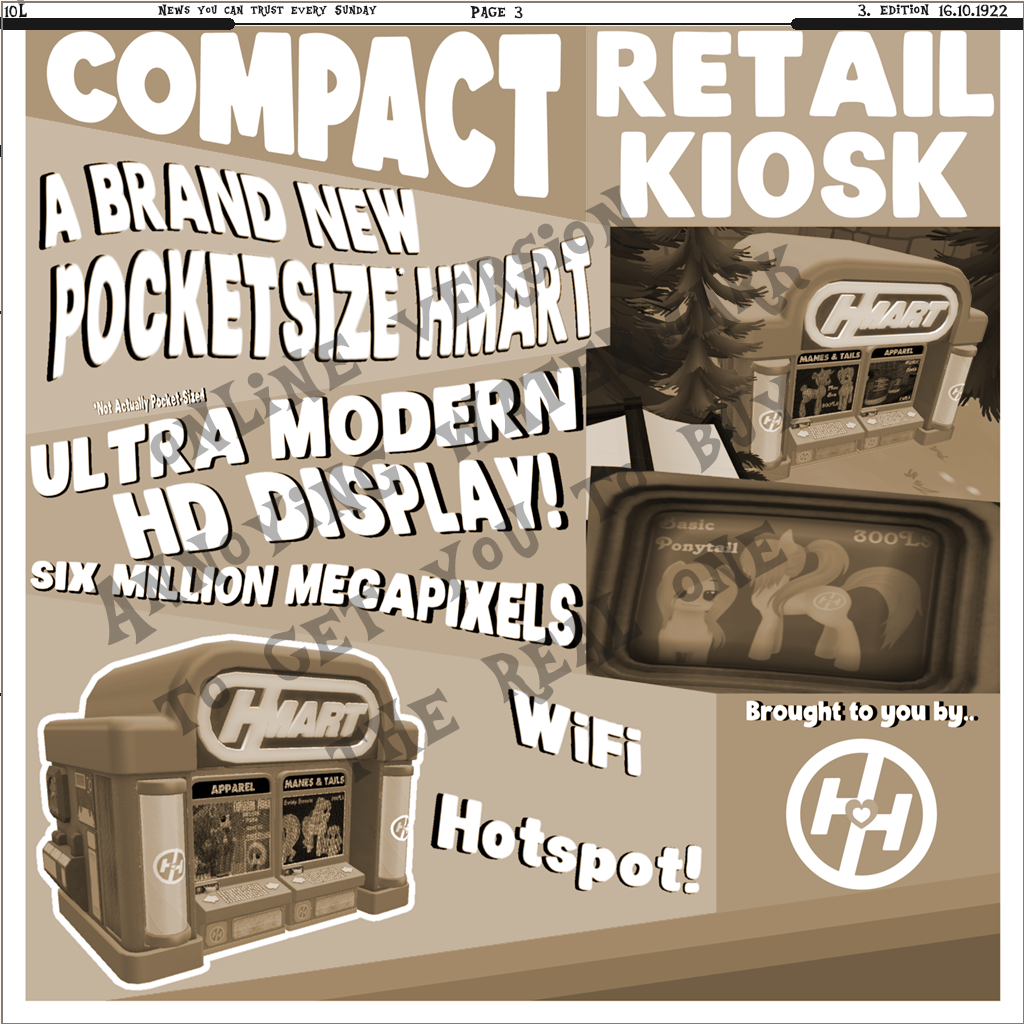 10L
News you can trust every Sunday
Page 3
3. Edition 16.10.1922
COMPACT
RETAIL
KIOSK
A BRAND NEW
POCKETSIZE* HMART
*Not Actually Pocket-Sized
ULTRA MODERN
HD DISPLAY!
SIX MILLION MEGAPIXELS
HMART
MANES & TAILS
APPAREL
Basic
Ponytail
300L$
HMART
APPAREL
MANES & TAILS
WiFi
Hotspot!
Brought to you by..
HH
Online Version
Annoying Watermark
To Get You To Buy
The Real One